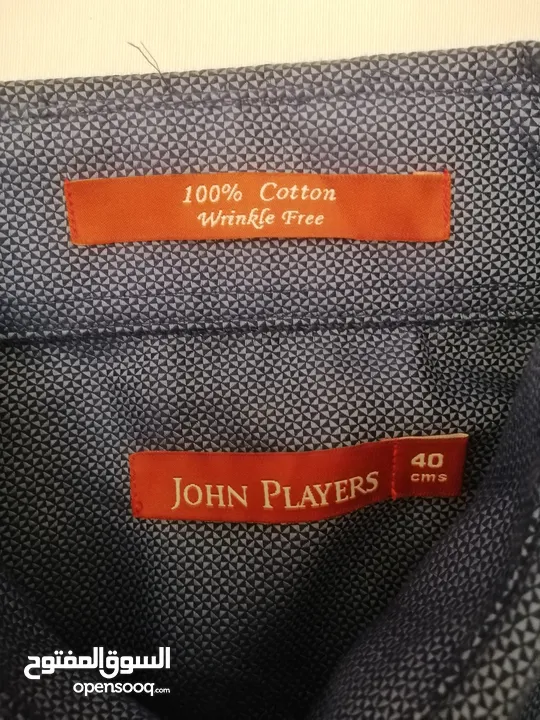 100% Cotton
Wrinkle Free
JOHN PLAYERS
40
cms
السوق المفتوح
opensooq.com